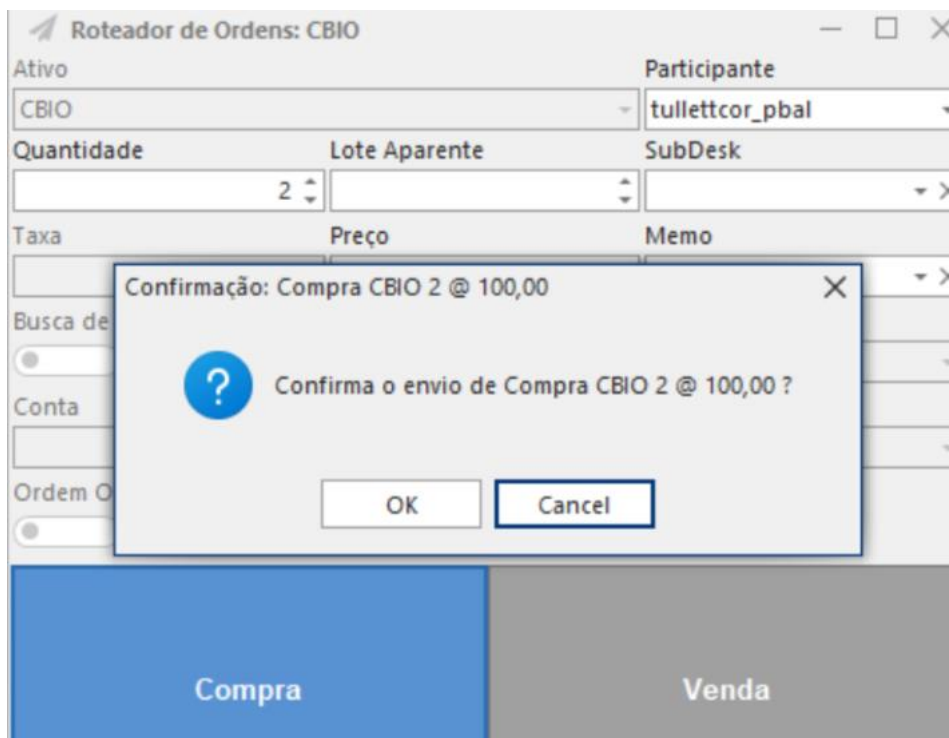 Roteador de Ordens: CBIO
Ativo
Participante
CBIO
tullettcor_pbal
Quantidade
Lote Aparente
SubDesk
2
Taxa
Preço
Memo
Confirmação: Compra CBIO 2 @ 100,00
Busca de
Confirma o envio de Compra CBIO 2 @ 100,00 ?
Conta
Ordem O
OK
Cancel
Compra
Venda